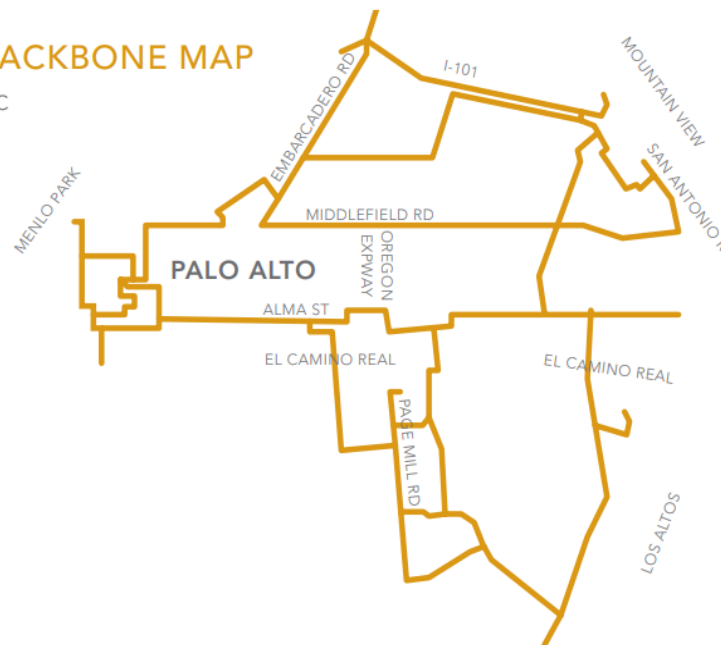 ACKBONE MAP
C
I-101
MOUNTAIN VIEW
EMBARCADERO RD
MENLO PARK
SAN ANTONIO R
MIDDLEFIELD RD
OREGON
EXPWAY
PALO ALTO
ALMA ST
EL CAMINO REAL
EL CAMINO REAL
PAGE MILL RD
LOS ALTOS